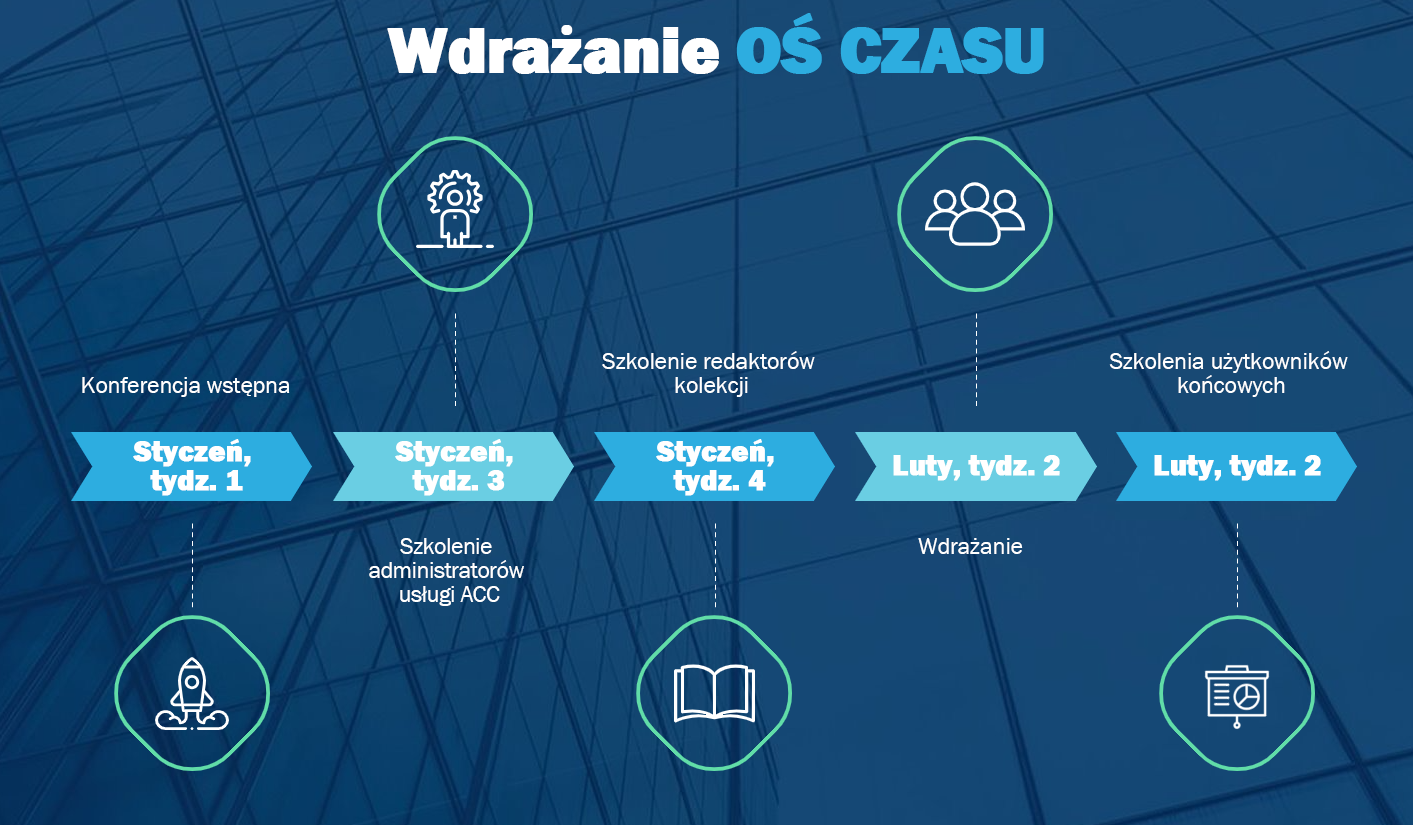 Wdrażanie OŚ CZASU
Konferencja wstępna
Styczeń,
tydz. 1
Styczeń,
tydz. 3
Szkolenie
administratorów
usługi ACC
Szkolenie redaktorów
kolekcji
Styczeń,
tydz. 4
Luty, tydz. 2
Wdrażanie
Szkolenia użytkowników
końcowych
Luty, tydz. 2